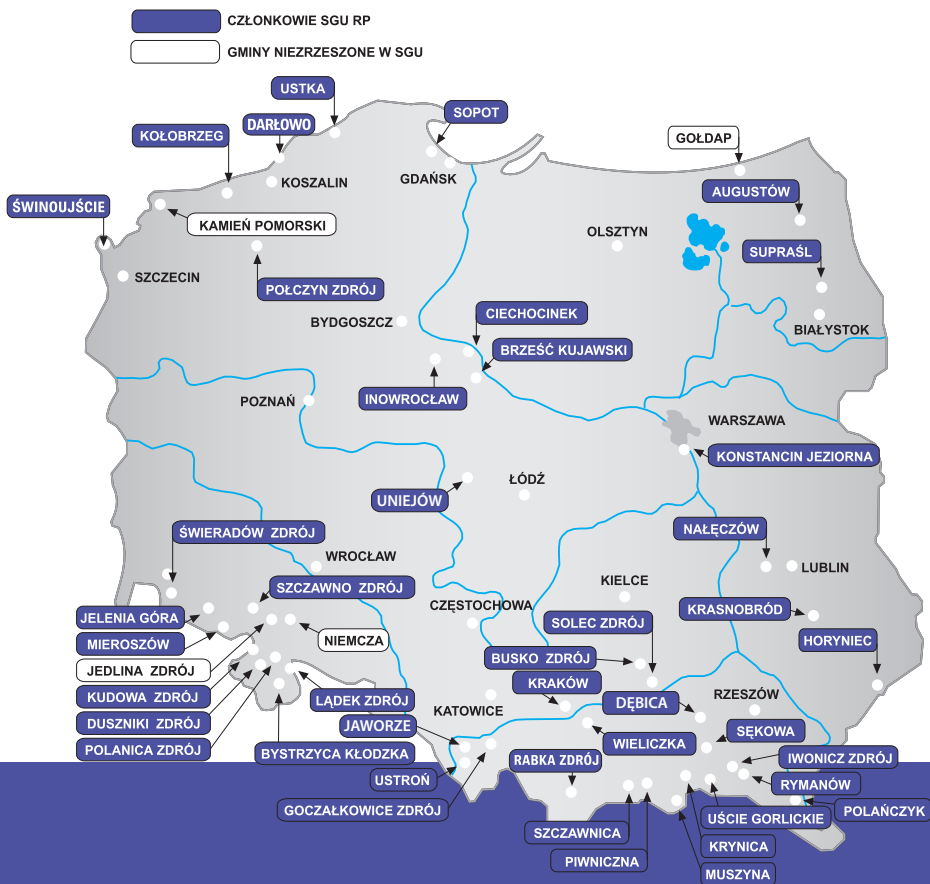 CZŁONKOWIE SGU RP
GMINY NIEZRZESZONE W SGU
USTKA
SOPOT
DARŁOWO
KOŁOBRZEG
GOŁDAP
GDAŃSK
KOSZALIN
AUGUSTÓW
ŚWINOUJŚCIE
KAMIEŃ POMORSKI
OLSZTYN
SUPRAŚL
SZCZECIN
POŁCZYN ZDRÓJ
CIECHOCINEK
BYDGOSZCZ
BIAŁYSTOK
BRZEŚĆ KUJAWSKI
INOWROCŁAW
POZNAŃ
WARSZAWA
KONSTANCIN JEZIORNA
ŁÓDŹ
UNIEJÓW
NAŁĘCZÓW
ŚWIERADÓW ZDRÓJ
WROCŁAW
LUBLIN
KIELCE
SZCZAWNO ZDRÓJ
CZĘSTOCHOWA
KRASNOBRÓD
JELENIA GÓRA
SOLEC ZDRÓJ
NIEMCZA
HORYNIEC
MIEROSZÓW
BUSKO ZDRÓJ
JEDLINA ZDRÓJ
KRAKÓW
KUDOWA ZDRÓJ
LĄDEK ZDRÓJ
DĘBICA
RZESZÓW
KATOWICE
DUSZNIKI ZDRÓJ
JAWORZE
SĘKOWA
WIELICZKA
POLANICA ZDRÓJ
BYSTRZYCA KŁODZKA
RABKA ZDRÓJ
IWONICZ ZDRÓJ
USTROŃ
RYMANÓW
GOCZAŁKOWICE ZDRÓJ
POLAŃCZYK
UŚCIE GORLICKIE
SZCZAWNICA
KRYNICA
PIWNICZNA
MUSZYNA